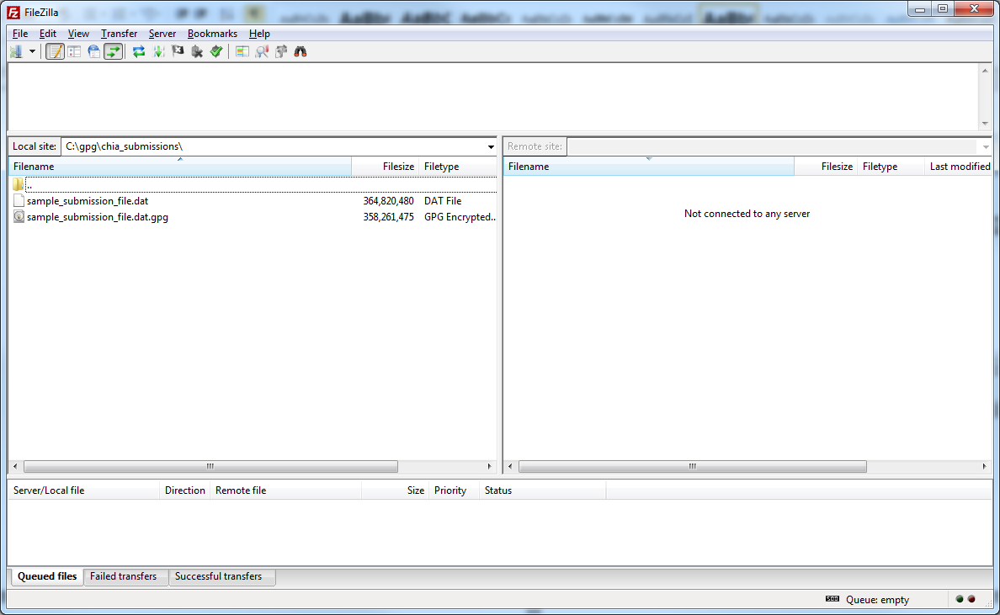 FileZilla
File Edit View Transfer Server Bookmarks Help
Local site: C:\gpg\chia_submissions\
Remote site:
Filename Filesize Filetype
Filename Filesize Filetype Last modified
..
sample_submission_file.dat 364,820,480 DAT File
sample_submission_file.dat.gpg 358,261,475 GPG Encrypted..
Not connected to any server
Server/Local file Direction Remote file Size Priority Status
Queued files Failed transfers Successful transfers
Queue: empty